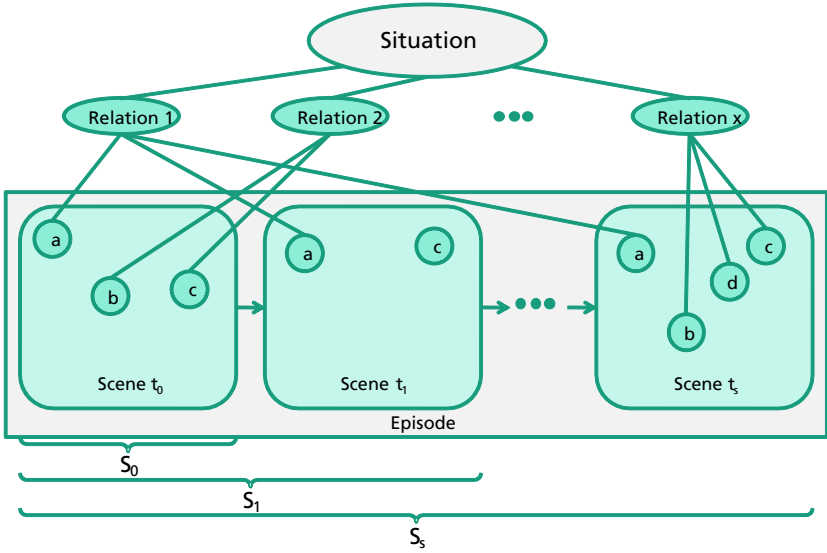 Situation
Relation 1
Relation 2
Relation x
a
b
c
Scene t₀
a
c
Scene t₁
a
c
d
b
Scene tₛ
Episode
S₀
S₁
Sₛ